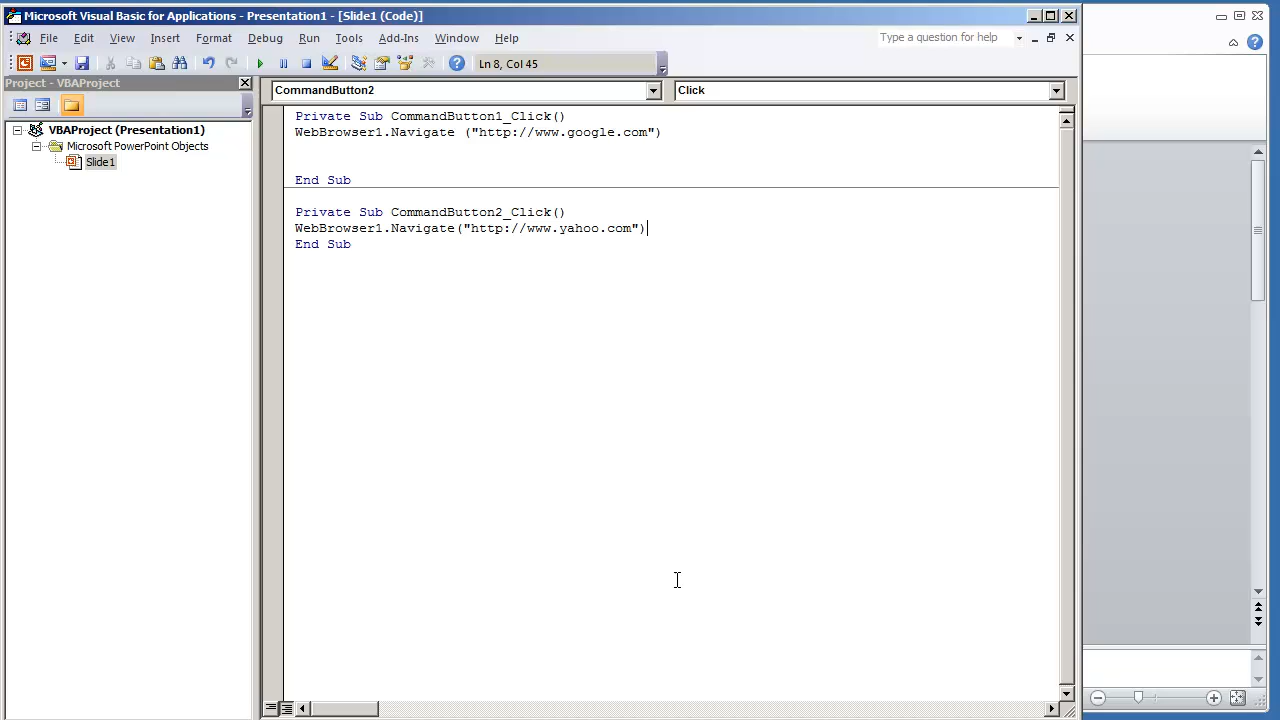 Microsoft Visual Basic for Applications - Presentation1 - [Slide1 (Code)]
File Edit View Insert Format Debug Run Tools Add-Ins Window Help
Type a question for help
Ln 8, Col 45
Project - VBAProject
CommandButton2
Click
VBAProject (Presentation1)
Microsoft PowerPoint Objects
Slide1
Private Sub CommandButton1_Click()
WebBrowser1.Navigate ("http://www.google.com")
End Sub
Private Sub CommandButton2_Click()
WebBrowser1.Navigate("http://www.yahoo.com")
End Sub